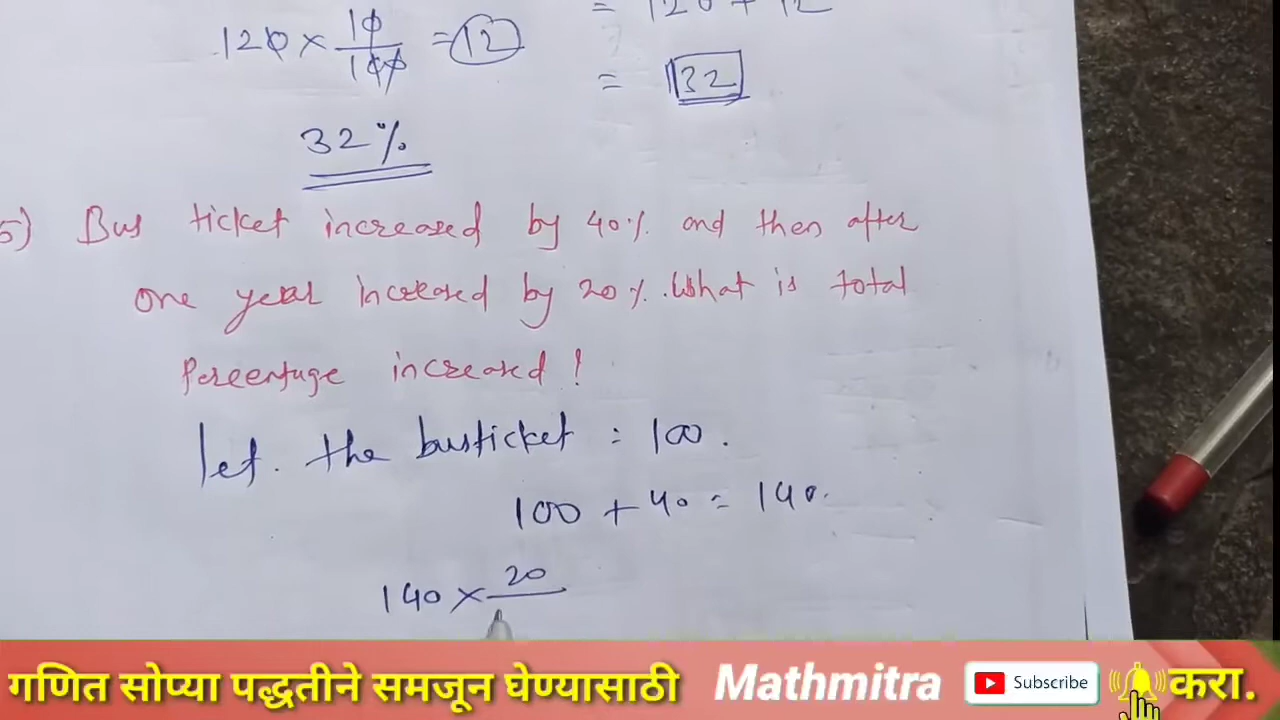 = 120 + 12
120 × 10/100 = 12
= 132
32%
5) Bus ticket increased by 40% and then after
one year increased by 20%. What is total
Percentage increased?
let. the busticket = 100.
100 + 40 = 140.
140 × 20
गणित सोप्या पद्धतीने समजून घेण्यासाठी Mathmitra Subscribe करा.